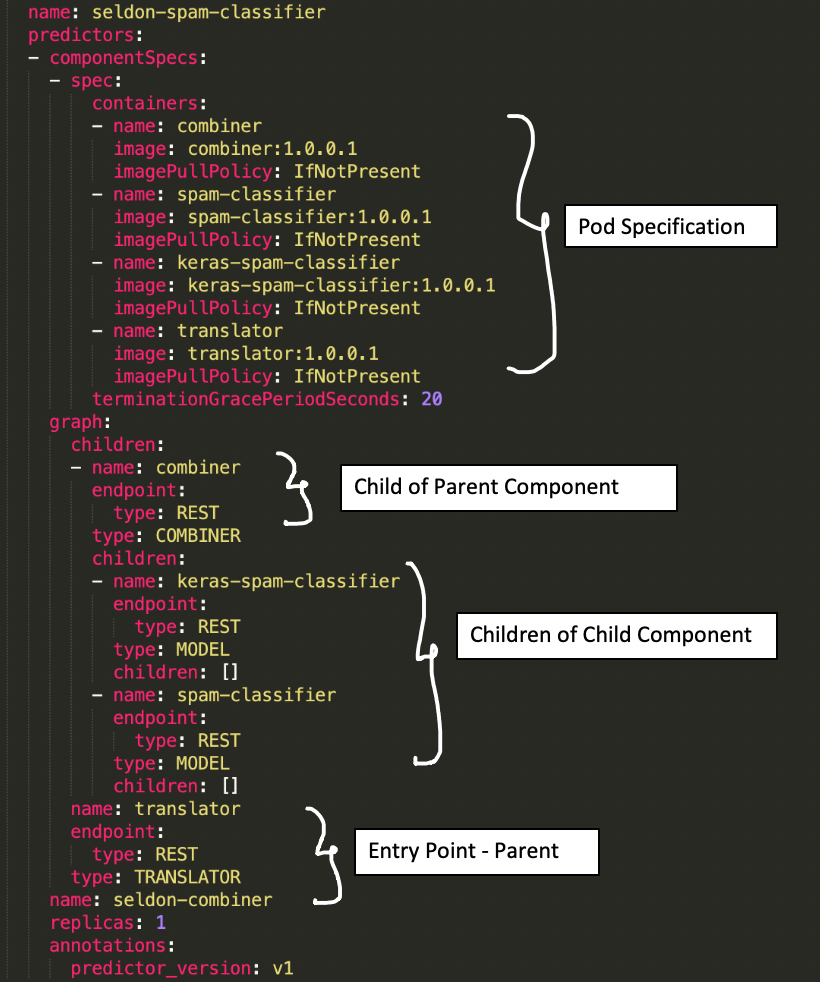 name: seldon-spam-classifier
predictors:
- componentSpecs:
- spec:
containers:
- name: combiner
image: combiner:1.0.0.1
imagePullPolicy: IfNotPresent
- name: spam-classifier
image: spam-classifier:1.0.0.1
imagePullPolicy: IfNotPresent
- name: keras-spam-classifier
image: keras-spam-classifier:1.0.0.1
imagePullPolicy: IfNotPresent
- name: translator
image: translator:1.0.0.1
imagePullPolicy: IfNotPresent
terminationGracePeriodSeconds: 20
Pod Specification
graph:
children:
- name: combiner
endpoint:
type: REST
type: COMBINER
Child of Parent Component
children:
- name: keras-spam-classifier
endpoint:
type: REST
type: MODEL
children: []
- name: spam-classifier
endpoint:
type: REST
type: MODEL
children: []
Children of Child Component
name: translator
endpoint:
type: REST
type: TRANSLATOR
Entry Point - Parent
name: seldon-combiner
replicas: 1
annotations:
predictor_version: v1